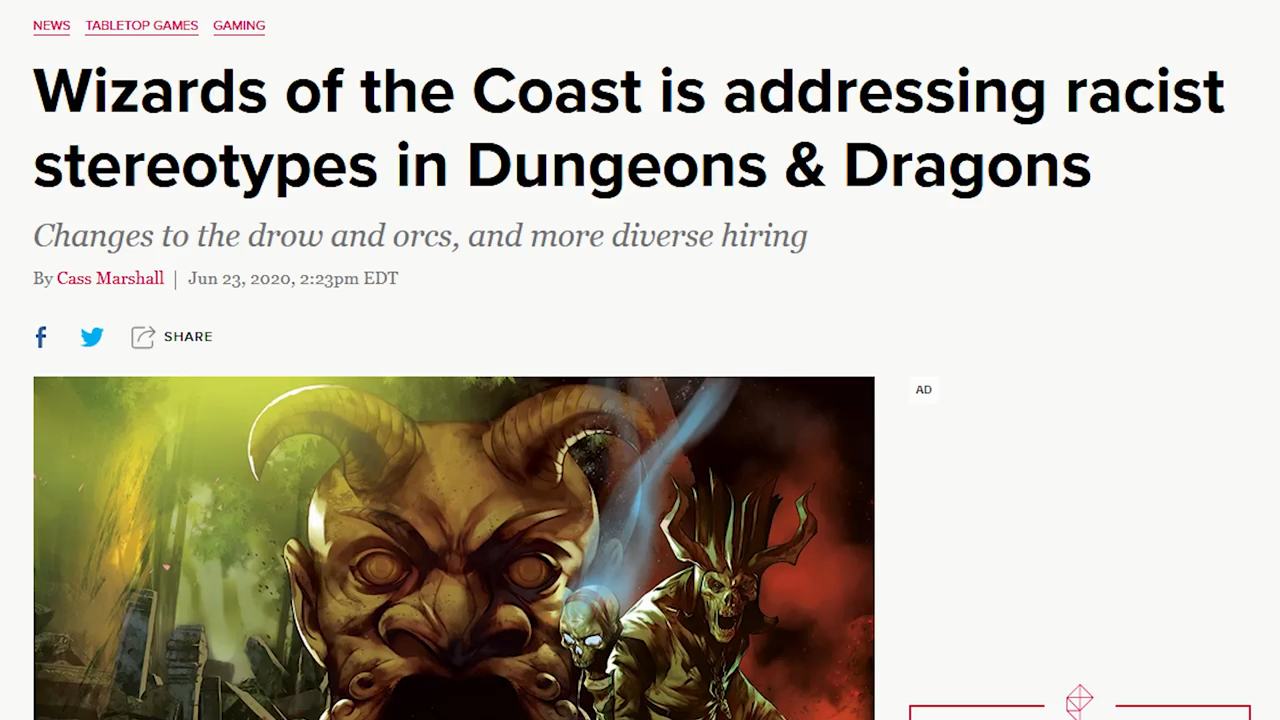 NEWS TABLETOP GAMES GAMING
Wizards of the Coast is addressing racist
stereotypes in Dungeons & Dragons
Changes to the drow and orcs, and more diverse hiring
By Cass Marshall | Jun 23, 2020, 2:23pm EDT
SHARE
AD